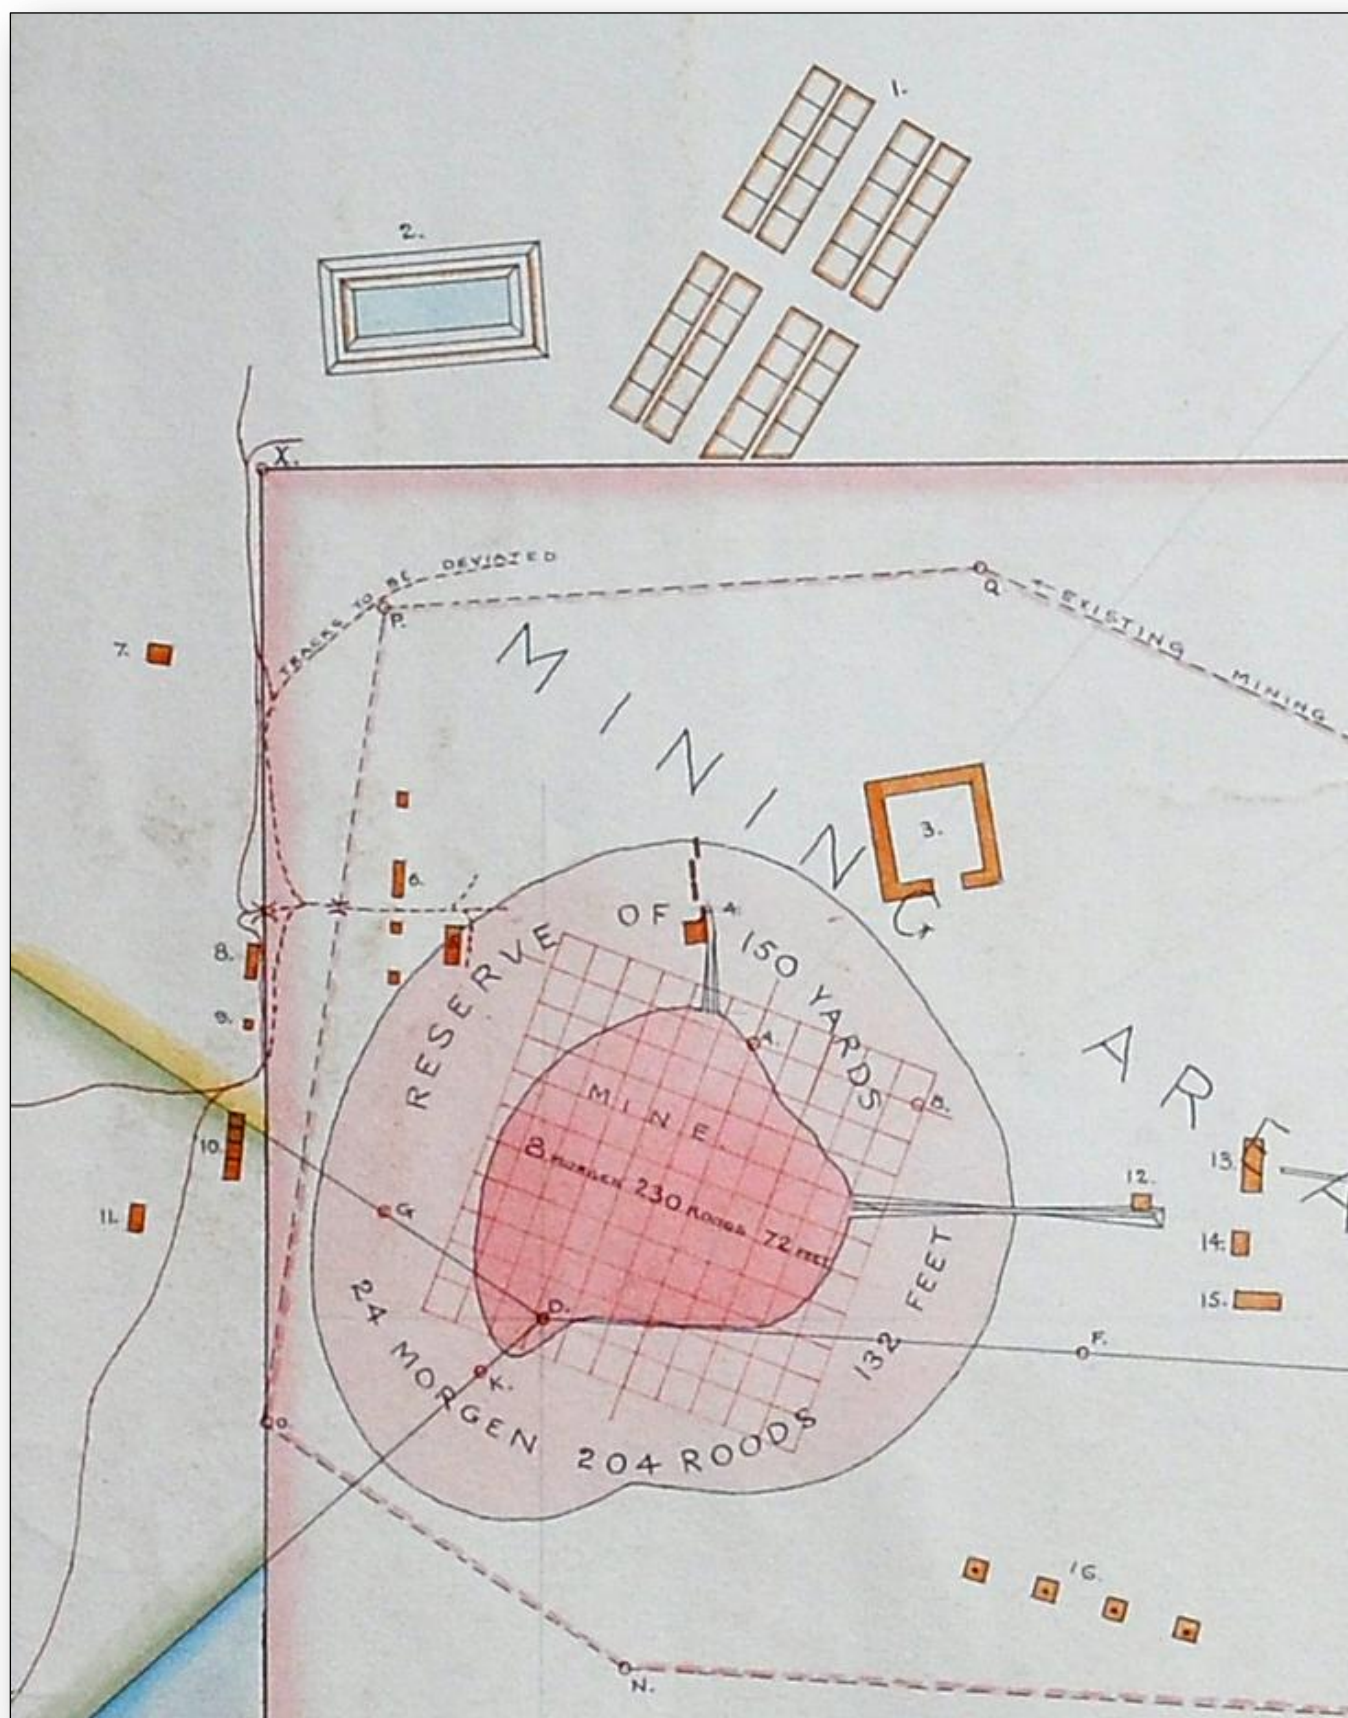 1.
2.
X.
TRACKS TO BE DEVIATED
P.
Q
EXISTING MINING
7.
MINING
3.
6.
RESERVE OF 150 YARDS
4.
8.
9.
A.
B.
AR
MINE.
8 MORGEN 230 ROODS 72 FEET
10.
11.
G
12.
13.
14.
15.
D.
F.
K.
24 MORGEN 204 ROODS 132 FEET
O
16.
N.